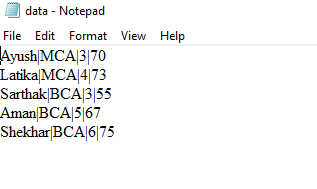 data - Notepad
File Edit Format View Help
Ayush|MCA|3|70
Latika|MCA|4|73
Sarthak|BCA|3|55
Aman|BCA|5|67
Shekhar|BCA|6|75